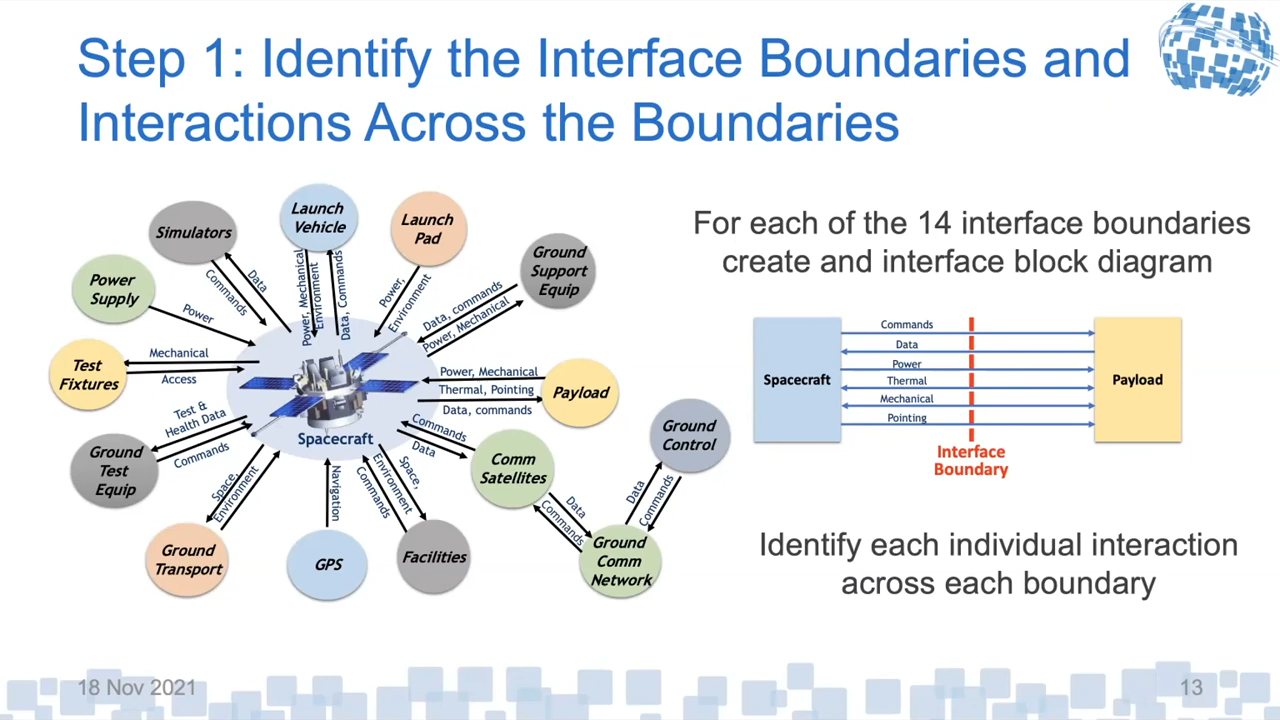 Step 1: Identify the Interface Boundaries and
Interactions Across the Boundaries
Simulators
Launch
Vehicle
Launch
Pad
Ground
Support
Equip
Power
Supply
Commands
Data
Power, Mechanical
Environment
Data, Commands
Power,
Environment
Data, commands
Power, Mechanical
Power
Test
Fixtures
Mechanical
Access
Power, Mechanical
Thermal, Pointing
Data, commands
Payload
Spacecraft
Test &
Health Data
Commands
Ground
Test
Equip
Space,
Environment
Ground
Transport
Navigation
GPS
Commands
Environment
Space,
Facilities
Commands
Data
Comm
Satellites
Data
Commands
Ground
Comm
Network
Data
Commands
Ground
Control
For each of the 14 interface boundaries
create and interface block diagram
Spacecraft
Commands
Data
Power
Thermal
Mechanical
Pointing
Payload
Interface
Boundary
Identify each individual interaction
across each boundary
18 Nov 2021
13